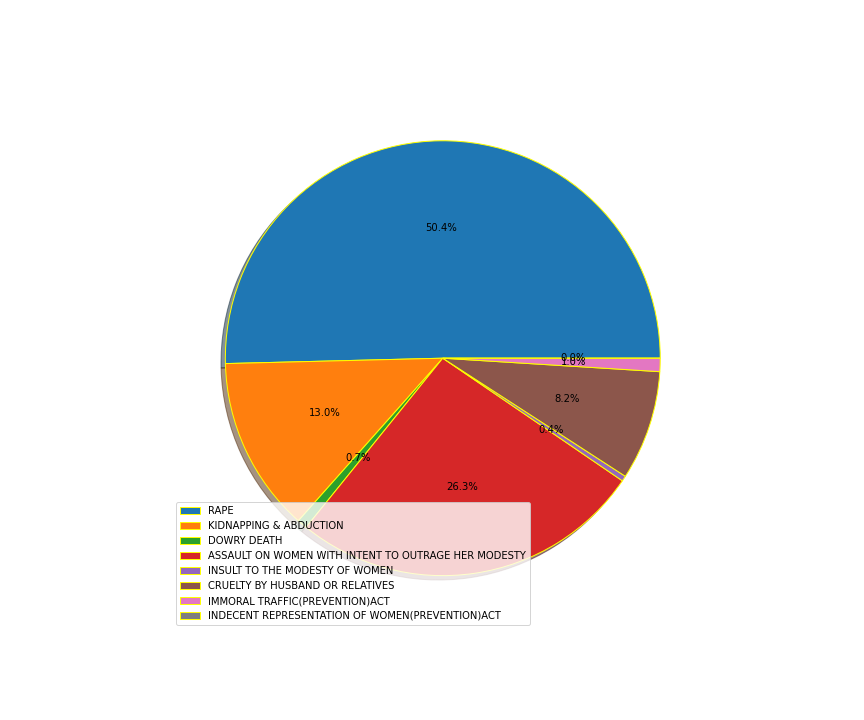 50.4%
0.0%
1.0%
8.2%
13.0%
0.4%
0.7%
26.3%
RAPE
KIDNAPPING & ABDUCTION
DOWRY DEATH
ASSAULT ON WOMEN WITH INTENT TO OUTRAGE HER MODESTY
INSULT TO THE MODESTY OF WOMEN
CRUELTY BY HUSBAND OR RELATIVES
IMMORAL TRAFFIC(PREVENTION)ACT
INDECENT REPRESENTATION OF WOMEN(PREVENTION)ACT